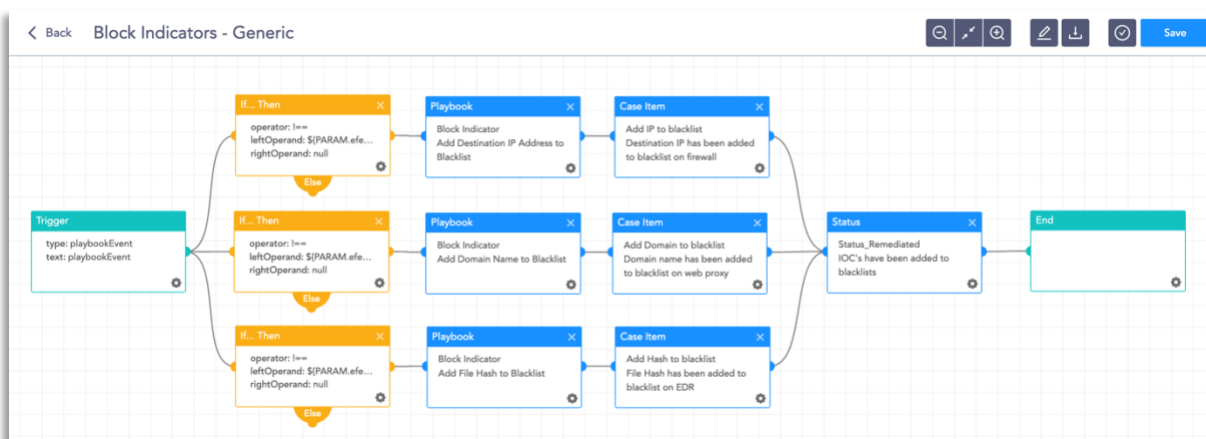 Back
Block Indicators - Generic
Save
If... Then
operator: !==
leftOperand: ${PARAM.efe...
rightOperand: null
Else
Playbook
Block Indicator
Add Destination IP Address to
Blacklist
Case Item
Add IP to blacklist
Destination IP has been added
to blacklist on firewall
Trigger
type: playbookEvent
text: playbookEvent
If... Then
operator: !==
leftOperand: ${PARAM.efe...
rightOperand: null
Else
Playbook
Block Indicator
Add Domain Name to Blacklist
Case Item
Add Domain to blacklist
Domain name has been added
to blacklist on web proxy
Status
Status_Remediated
IOC's have been added to
blacklists
End
If... Then
operator: !==
leftOperand: ${PARAM.efe...
rightOperand: null
Else
Playbook
Block Indicator
Add File Hash to Blacklist
Case Item
Add Hash to blacklist
File Hash has been added to
blacklist on EDR